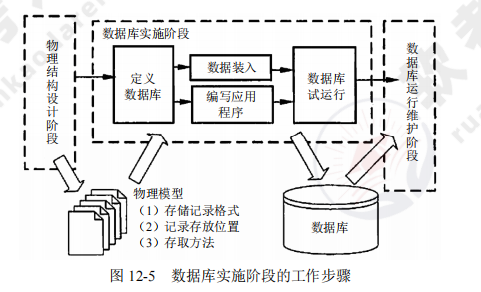 数据库实施阶段
物理结构设计阶段
定义
数据库
数据装入
编写应用
程序
数据库
试运行
数据库运行维护阶段
物理模型
(1) 存储记录格式
(2) 记录存放位置
(3) 存取方法
数据库
图 12-5 数据库实施阶段的工作步骤